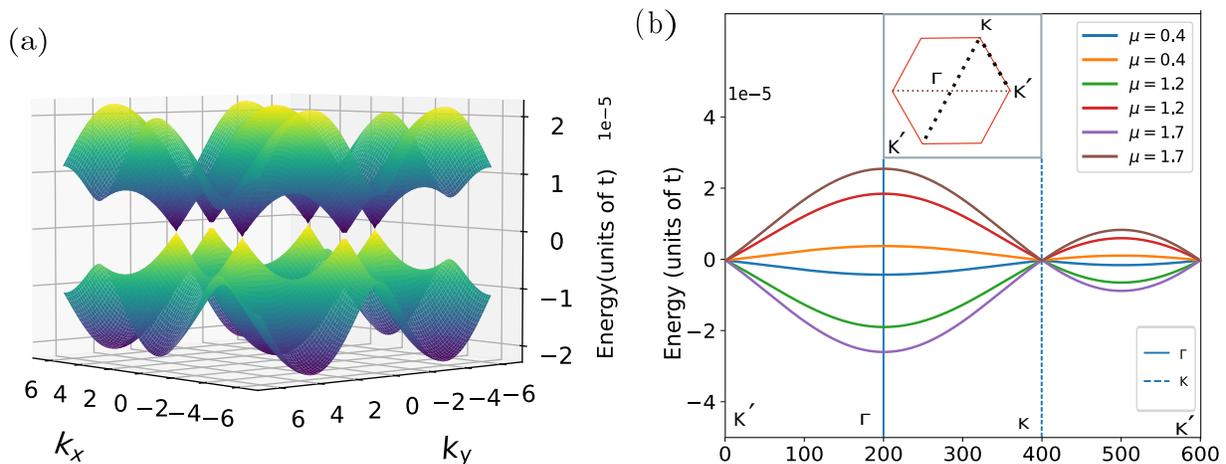 (a)
2
1
0
−1
−2
1e−5
Energy(units of t)
6 4 2 0 −2 −4 −6
k_x
6 4 2 0 −2 −4 −6
k_y
(b)
1e−5
4
2
0
−2
−4
Energy (units of t)
K
Γ
K′
K′
μ = 0.4
μ = 0.4
μ = 1.2
μ = 1.2
μ = 1.7
μ = 1.7
Γ
K
K′
Γ
K
K′
0 100 200 300 400 500 600